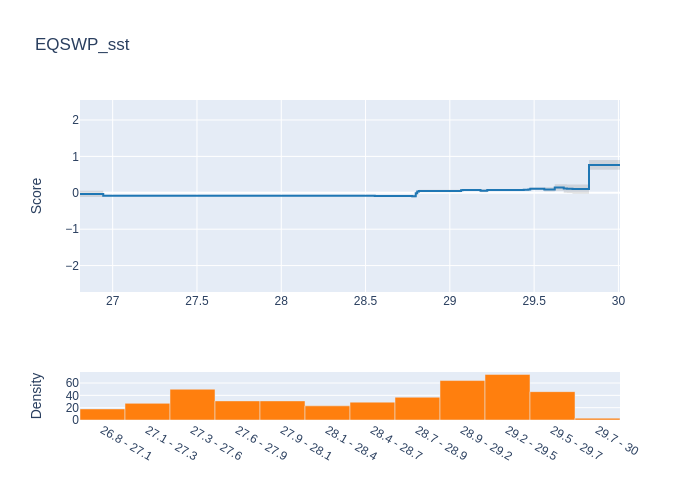 EQSWP_sst
2
1
0
−1
−2
Score
27
27.5
28
28.5
29
29.5
30
60
40
20
0
Density
26.8 - 27.1
27.1 - 27.3
27.3 - 27.6
27.6 - 27.9
27.9 - 28.1
28.1 - 28.4
28.4 - 28.7
28.7 - 28.9
28.9 - 29.2
29.2 - 29.5
29.5 - 29.7
29.7 - 30